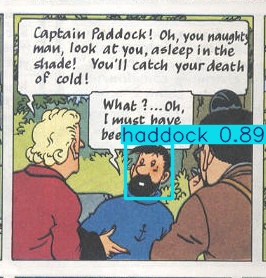 Captain Paddock! Oh, you naughty
man, look at you, asleep in the
shade! You'll catch your death
of cold!
What ?... Oh,
I must have
bee
haddock 0.89